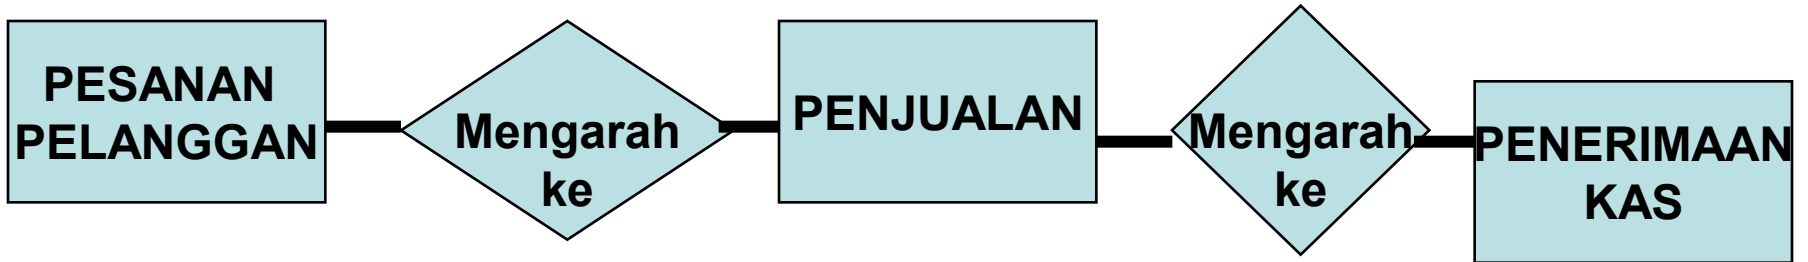 PESANAN
PELANGGAN
Mengarah
ke
PENJUALAN
Mengarah
ke
PENERIMAAN
KAS